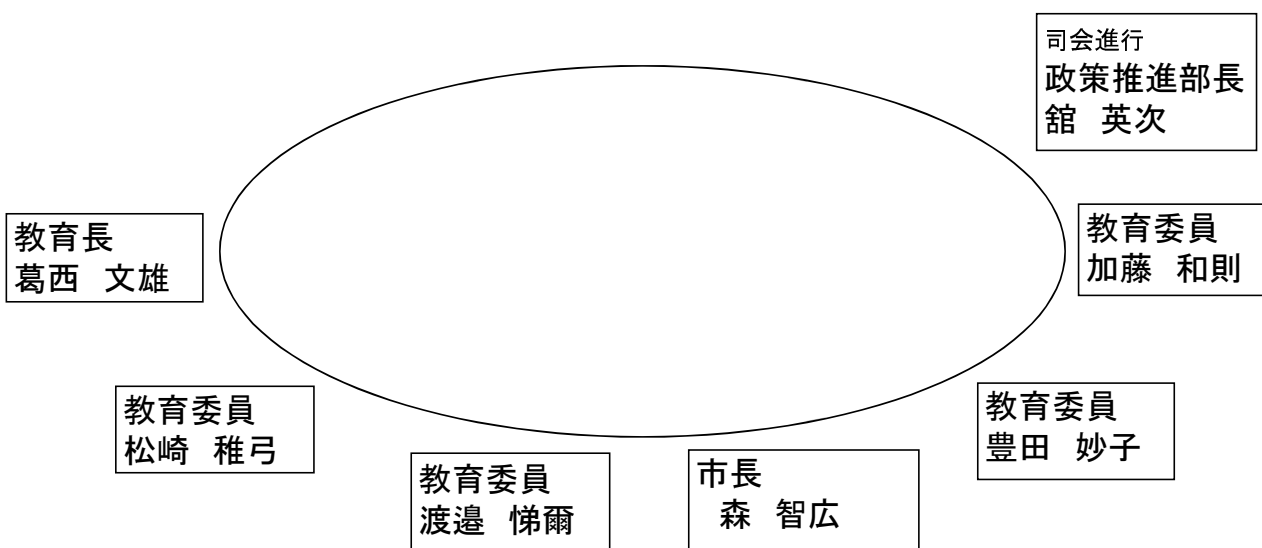 司会進行
政策推進部長
舘　英次
教育長
葛西　文雄
教育委員
加藤　和則
教育委員
松崎　稚弓
教育委員
豊田　妙子
教育委員
渡邉　悌爾
市長
森　智広